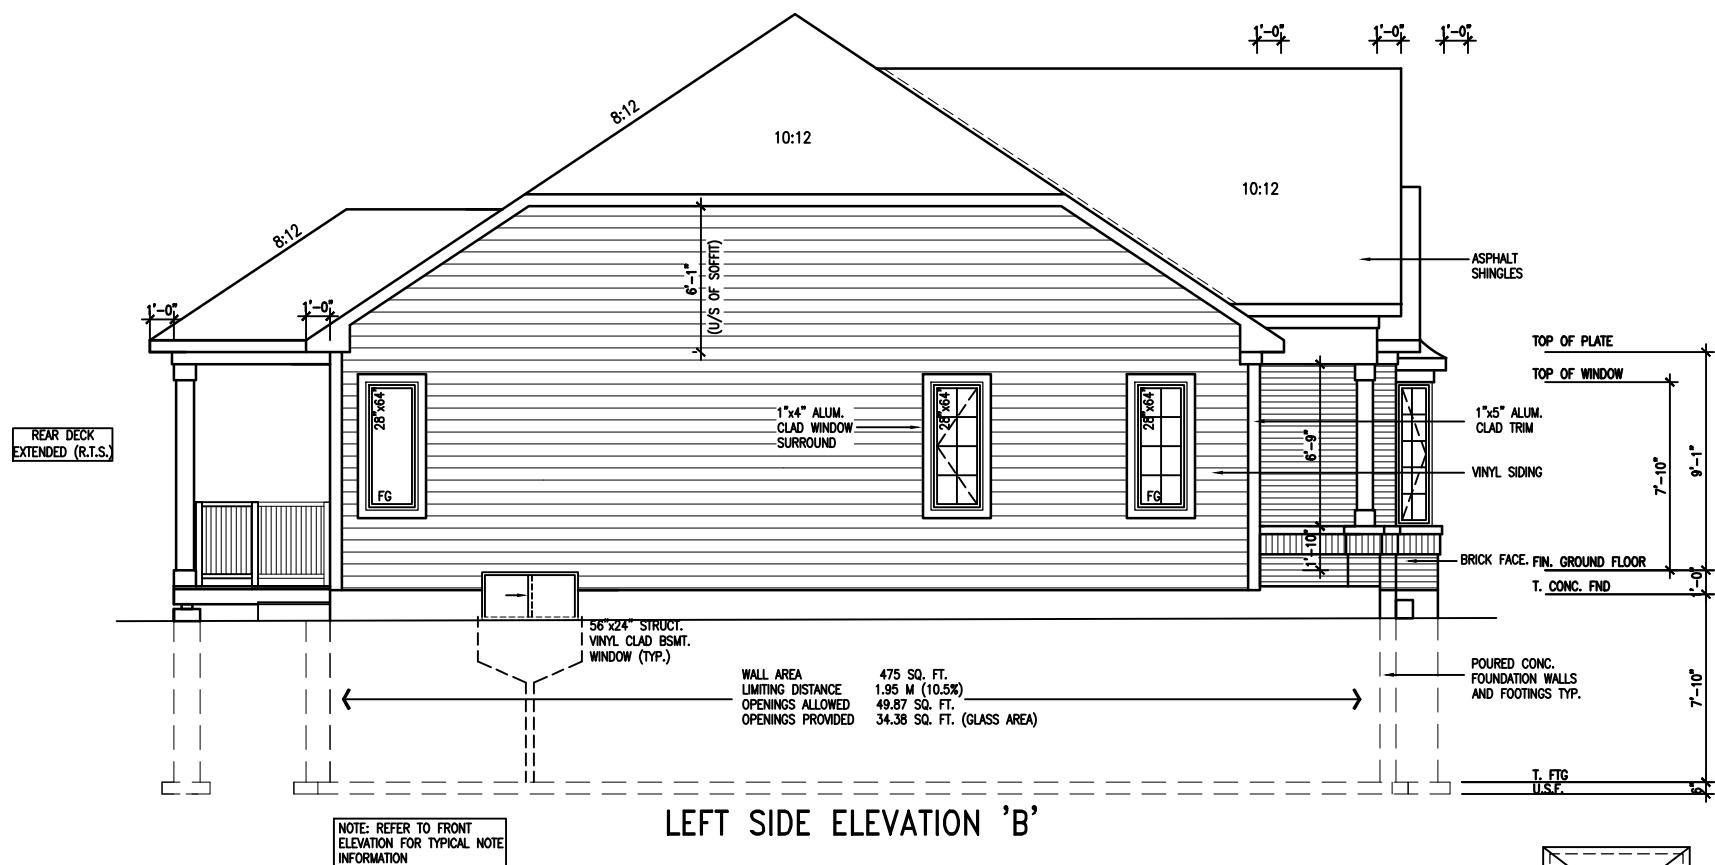 1'-0"
1'-0"
1'-0"
8:12
10:12
10:12
8:12
6'-1"
(U/S OF SOFFIT)
ASPHALT
SHINGLES
1'-0"
1'-0"
TOP OF PLATE
TOP OF WINDOW
28"x64"
FG
1"x4" ALUM.
CLAD WINDOW
SURROUND
28"x64"
28"x64"
FG
6'-9"
1"x5" ALUM.
CLAD TRIM
VINYL SIDING
7'-10"
9'-1"
REAR DECK
EXTENDED (R.T.S.)
1'-10"
BRICK FACE.
FIN. GROUND FLOOR
T. CONC. FND
1'-0"
56"x24" STRUCT.
VINYL CLAD BSMT.
WINDOW (TYP.)
WALL AREA 475 SQ. FT.
LIMITING DISTANCE 1.95 M (10.5%)
OPENINGS ALLOWED 49.87 SQ. FT.
OPENINGS PROVIDED 34.38 SQ. FT. (GLASS AREA)
POURED CONC.
FOUNDATION WALLS
AND FOOTINGS TYP.
7'-10"
T. FTG
U.S.F.
6"
LEFT SIDE ELEVATION 'B'
NOTE: REFER TO FRONT
ELEVATION FOR TYPICAL NOTE
INFORMATION